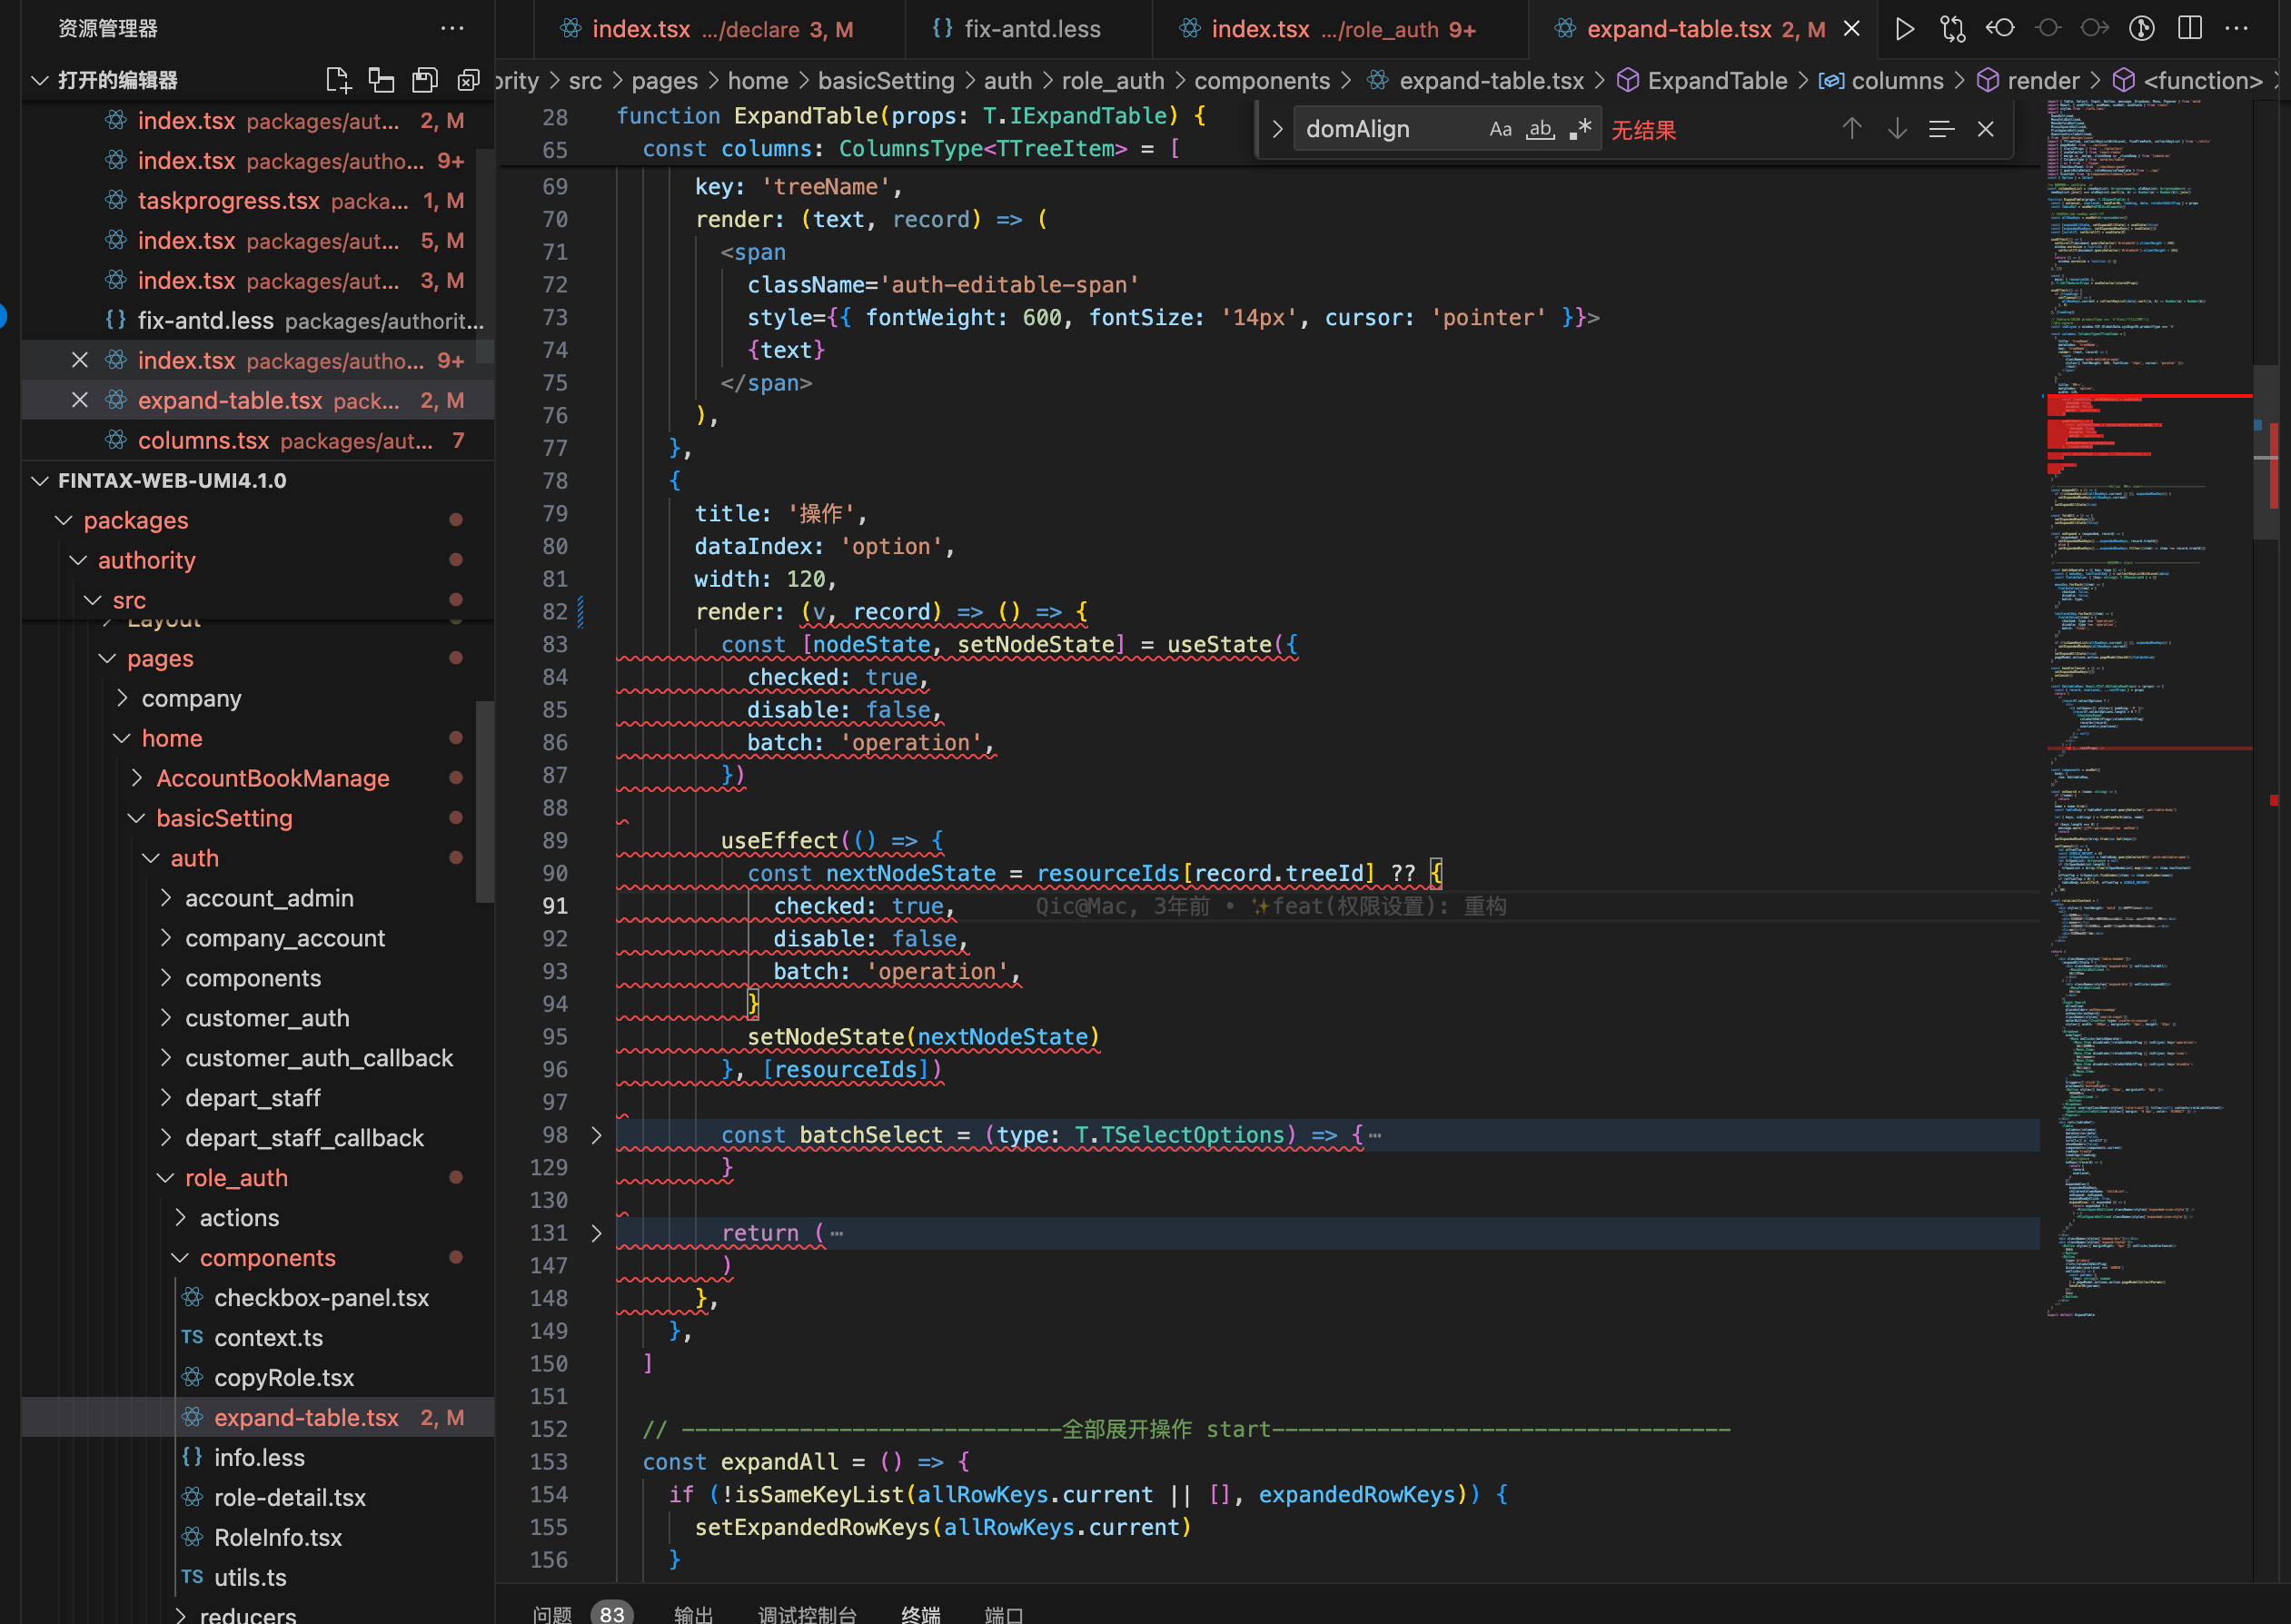 资源管理器
打开的编辑器
index.tsx packages/aut... 2, M
index.tsx packages/autho... 9+
taskprogress.tsx packa... 1, M
index.tsx packages/aut... 5, M
index.tsx packages/aut... 3, M
fix-antd.less packages/authorit...
index.tsx packages/autho... 9+
expand-table.tsx pack... 2, M
columns.tsx packages/aut... 7
FINTAX-WEB-UMI4.1.0
packages
authority
src
Layout
pages
company
home
AccountBookManage
basicSetting
auth
account_admin
company_account
components
customer_auth
customer_auth_callback
depart_staff
depart_staff_callback
role_auth
actions
components
checkbox-panel.tsx
TS context.ts
copyRole.tsx
expand-table.tsx 2, M
info.less
role-detail.tsx
RoleInfo.tsx
TS utils.ts
reducers
index.tsx .../declare 3, M
{} fix-antd.less
index.tsx .../role_auth 9+
expand-table.tsx 2, M
ority > src > pages > home > basicSetting > auth > role_auth > components > expand-table.tsx > ExpandTable > columns > render > <function>
domAlign Aa ab .* 无结果
28 function ExpandTable(props: T.IExpandTable) {
65 const columns: ColumnsType<TTreeItem> = [
69 key: 'treeName',
70 render: (text, record) => (
71 <span
72 className='auth-editable-span'
73 style={{ fontWeight: 600, fontSize: '14px', cursor: 'pointer' }}>
74 {text}
75 </span>
76 ),
77 },
78 {
79 title: '操作',
80 dataIndex: 'option',
81 width: 120,
82 render: (v, record) => () => {
83 const [nodeState, setNodeState] = useState({
84 checked: true,
85 disable: false,
86 batch: 'operation',
87 })
88
89 useEffect(() => {
90 const nextNodeState = resourceIds[record.treeId] ?? {
91 checked: true, Qic@Mac, 3年前 • ✨feat(权限设置): 重构
92 disable: false,
93 batch: 'operation',
94 }
95 setNodeState(nextNodeState)
96 }, [resourceIds])
97
98 const batchSelect = (type: T.TSelectOptions) => {⋯
129 }
130
131 return (⋯
147 )
148 },
149 },
150 ]
151
152 // -----------------------------全部展开操作 start-----------------------------------
153 const expandAll = () => {
154 if (!isSameKeyList(allRowKeys.current || [], expandedRowKeys)) {
155 setExpandedRowKeys(allRowKeys.current)
156 }
问题 83 输出 调试控制台 终端 端口